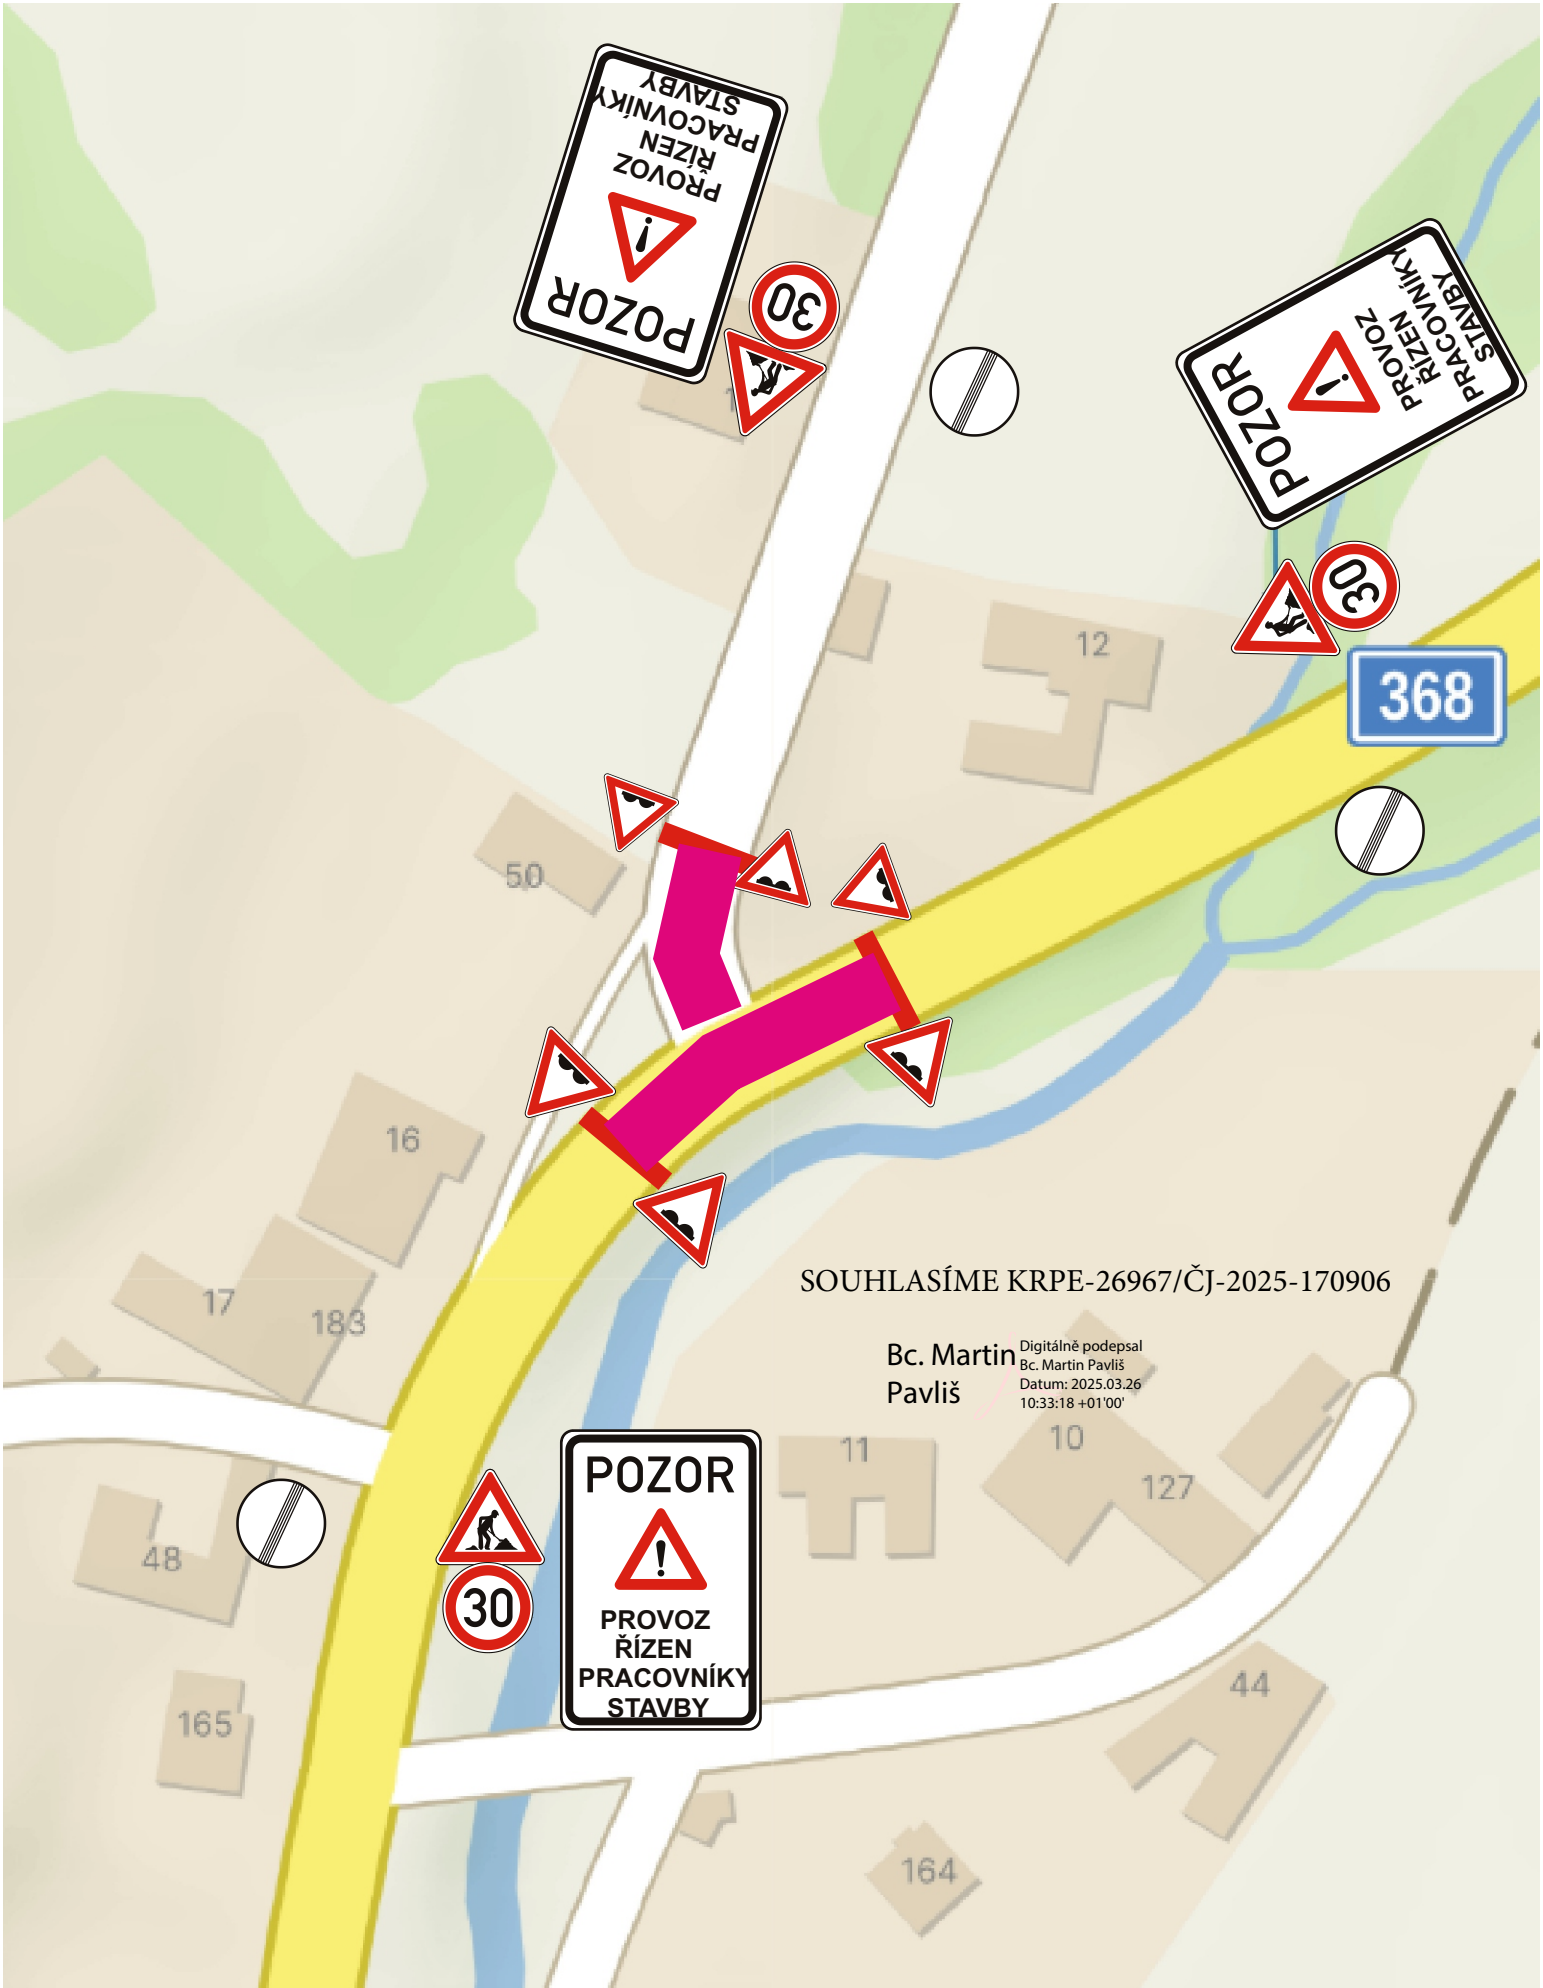 POZOR
!
PROVOZ
ŘÍZEN
PRACOVNÍKY
STAVBY
30
POZOR
!
PROVOZ
ŘÍZEN
PRACOVNÍKY
STAVBY
30
12
368
50
16
17
183
SOUHLASÍME KRPE-26967/ČJ-2025-170906
Bc. Martin
Pavliš
Digitálně podepsal
Bc. Martin Pavliš
Datum: 2025.03.26
10:33:18 +01'00'
11
10
127
48
POZOR
!
PROVOZ
ŘÍZEN
PRACOVNÍKY
STAVBY
30
165
44
164